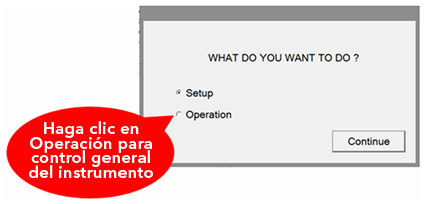 WHAT DO YOU WANT TO DO ?
Setup
Operation
Continue
Haga clic en
Operación para
control general
del instrumento